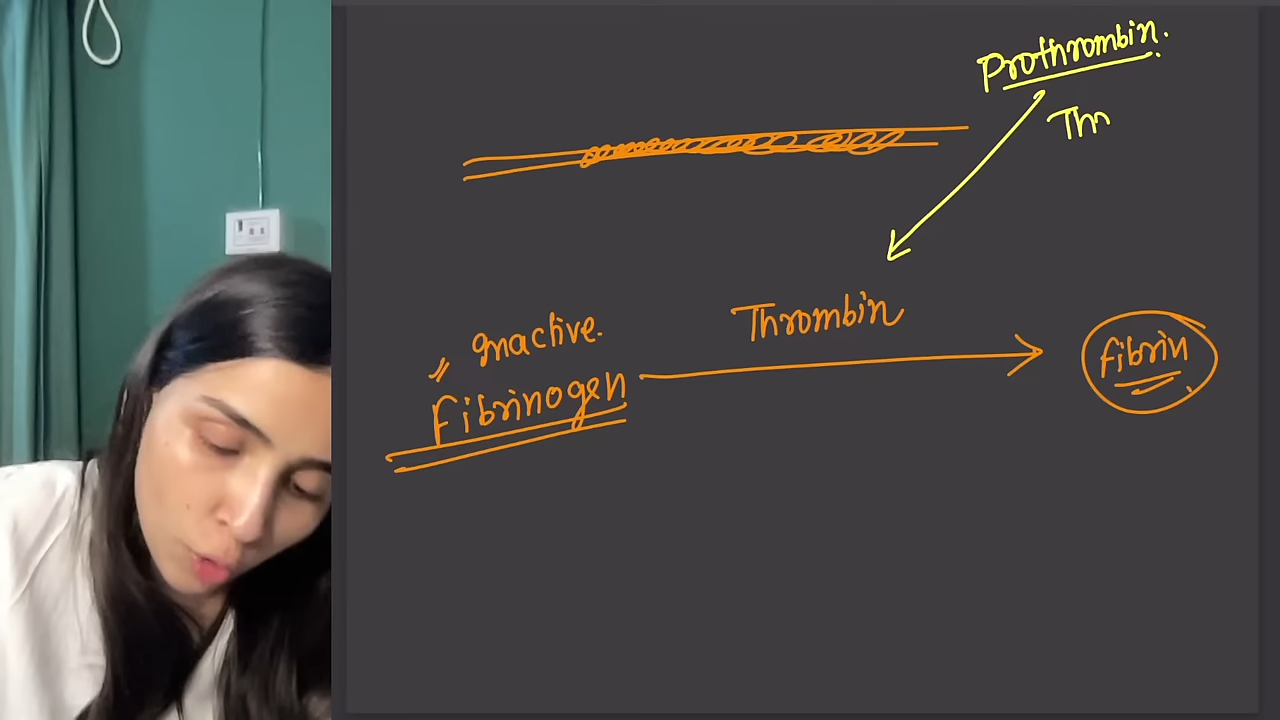 Prothrombin.
Thr
Thrombin
Inactive.
Fibrinogen
fibrin